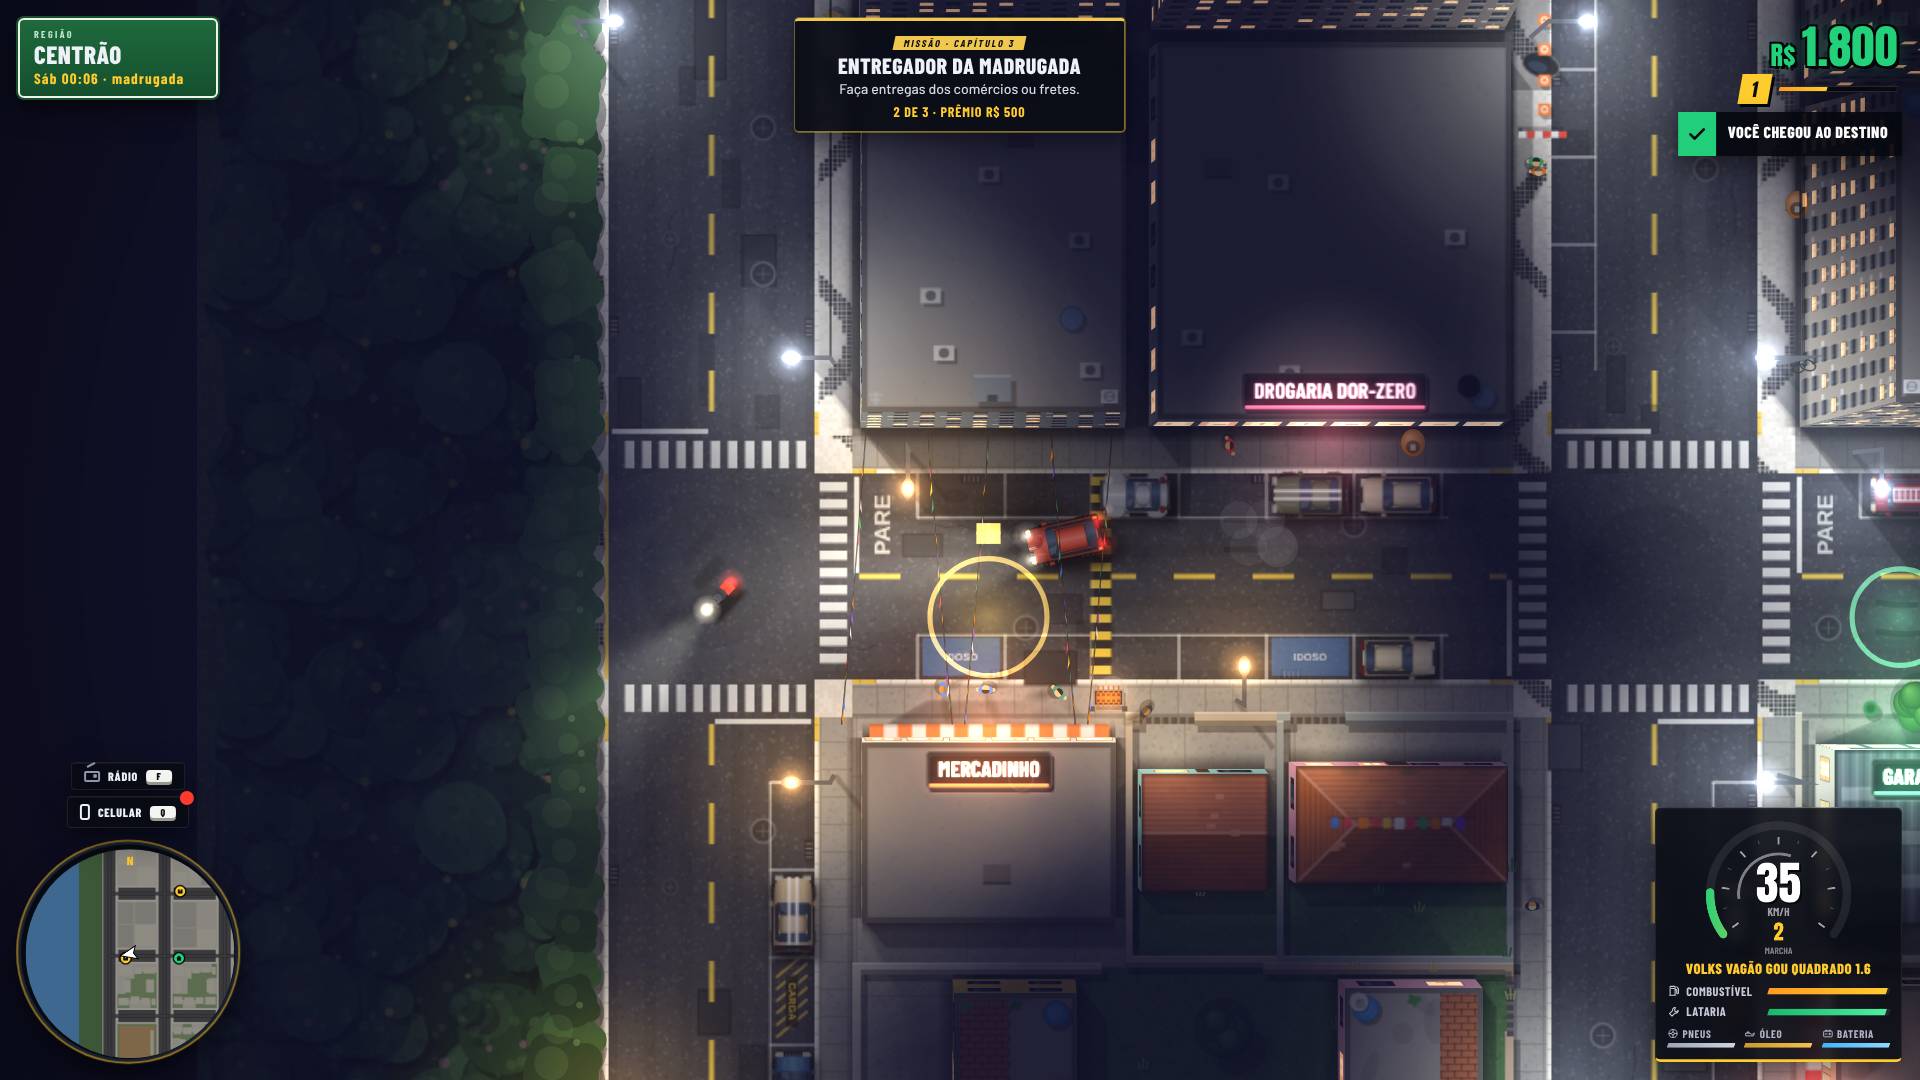 REGIÃO
CENTRÃO
Sáb 00:06 · madrugada
MISSÃO · CAPÍTULO 3
ENTREGADOR DA MADRUGADA
Faça entregas dos comércios ou fretes.
2 DE 3 · PRÊMIO R$ 500
R$ 1.800
1
VOCÊ CHEGOU AO DESTINO
DROGARIA DOR-ZERO
PARE
PARE
IDOSO
IDOSO
MERCADINHO
CARGA
RÁDIO F
CELULAR Q
N
35
KM/H
2
MARCHA
VOLKS VAGÃO GOU QUADRADO 1.6
COMBUSTÍVEL
LATARIA
PNEUS ÓLEO BATERIA